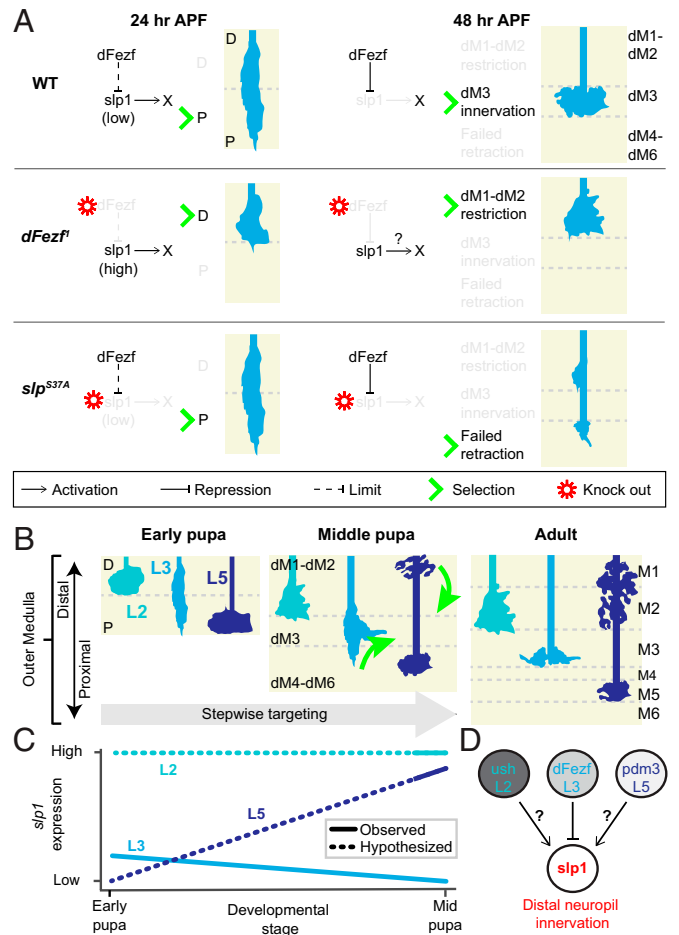 A
24 hr APF
48 hr APF
WT
dFezf
slp1
(low)
X
D
P
D
P
dFezf
slp1
X
dM1-dM2
restriction
dM3
innervation
Failed
retraction
dM1-
dM2
dM3
dM4-
dM6
dFezf¹
dFezf
slp1
(high)
X
D
P
dFezf
slp1
?
X
dM1-dM2
restriction
dM3
innervation
Failed
retraction
slpS37A
dFezf
slp1
(low)
X
D
P
dFezf
slp1
X
dM1-dM2
restriction
dM3
innervation
Failed
retraction
Activation
Repression
Limit
Selection
Knock out
B
Early pupa
Middle pupa
Adult
Outer Medulla
Distal
Proximal
D
P
L2
L3
L5
dM1-dM2
dM3
dM4-dM6
M1
M2
M3
M4
M5
M6
Stepwise targeting
C
slp1
expression
High
Low
L2
L5
L3
Observed
Hypothesized
Early
pupa
Developmental
stage
Mid
pupa
D
ush
L2
dFezf
L3
pdm3
L5
?
?
slp1
Distal neuropil
innervation